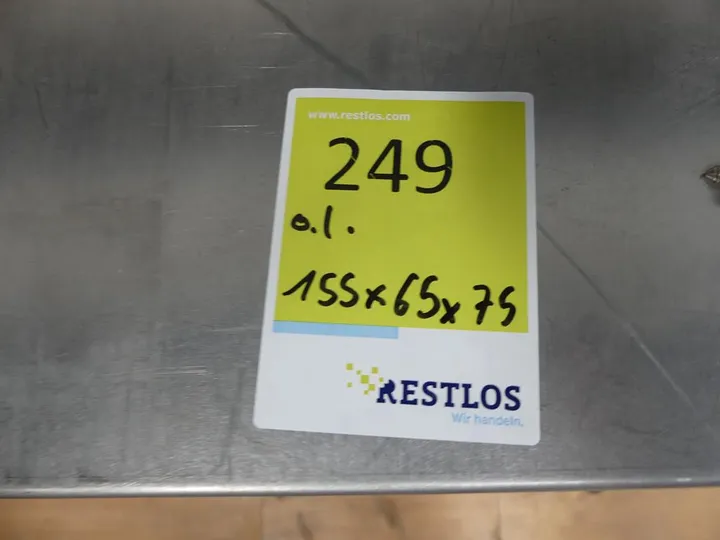 www.restlos.com
249
o.l.
155x65x75
RESTLOS
Wir handeln.